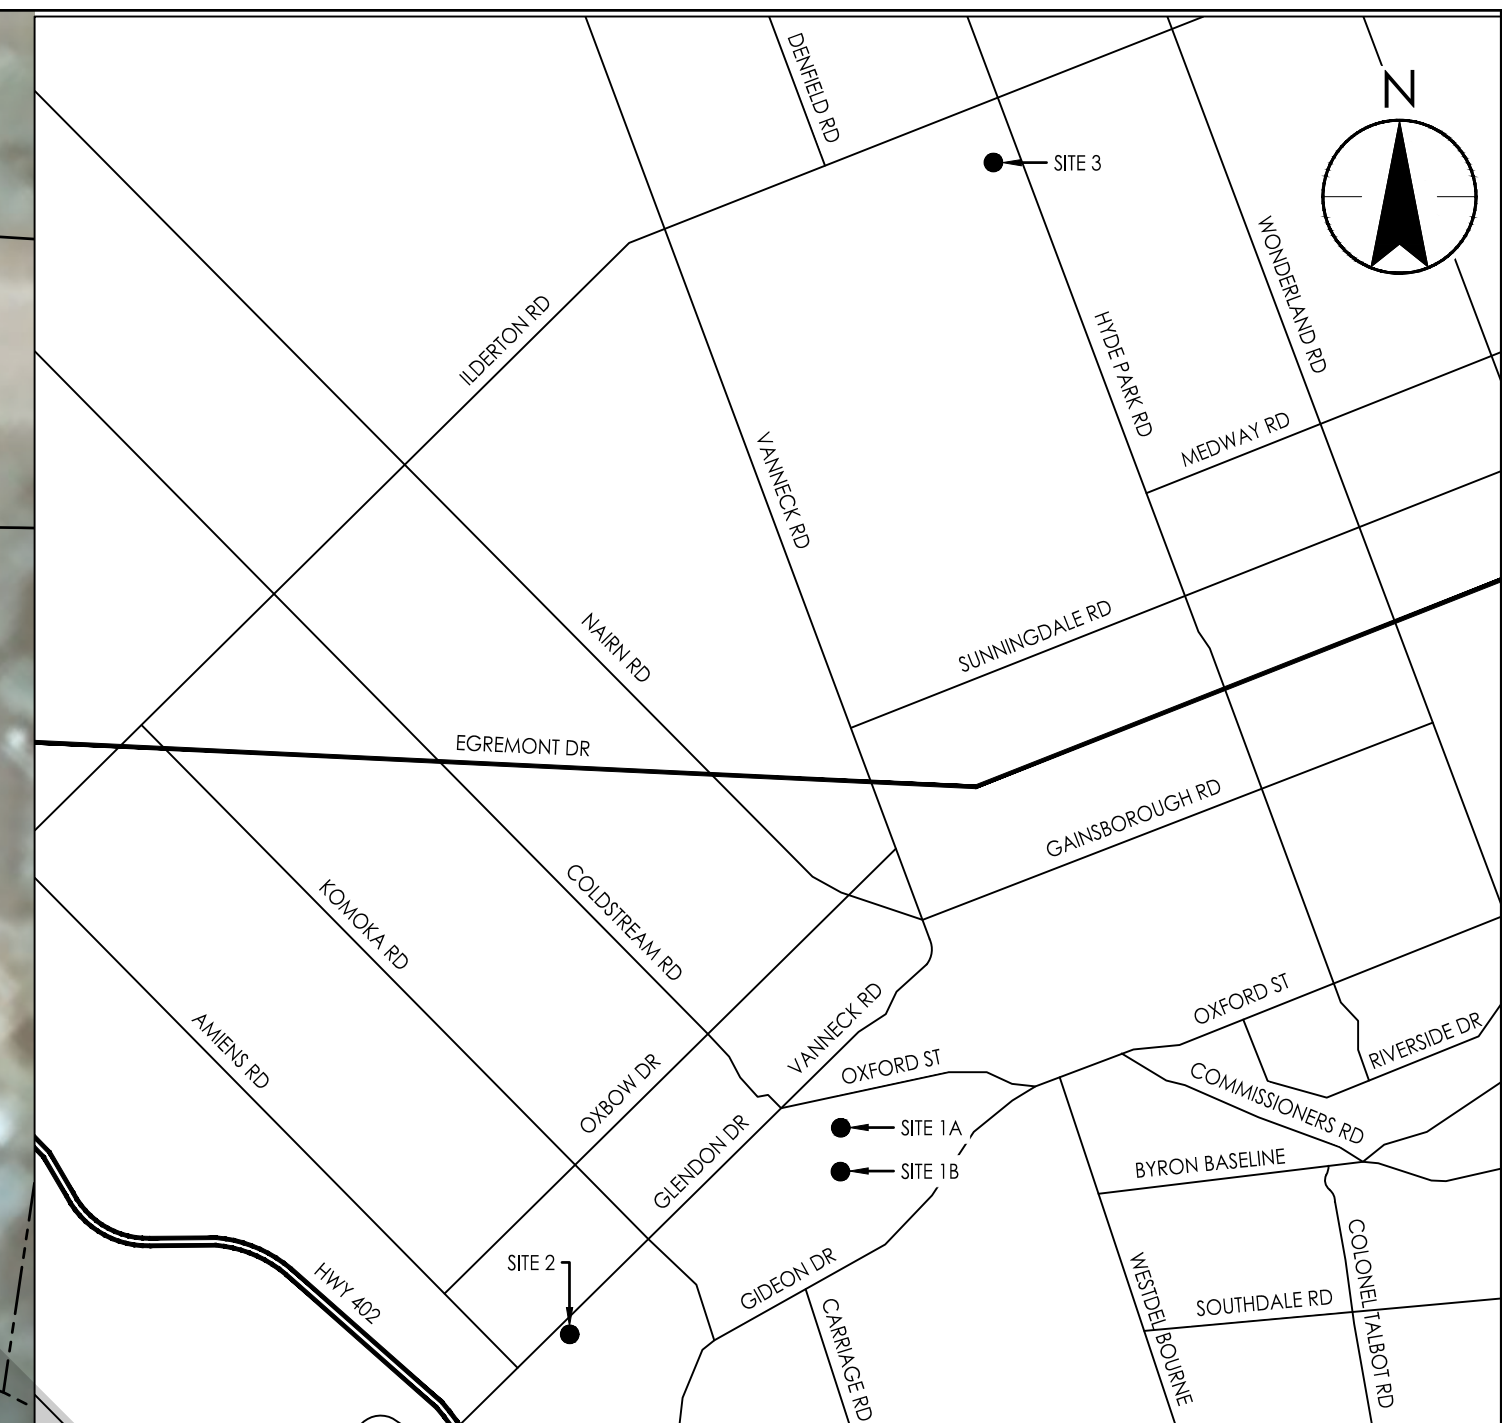 DENFIELD RD
N
SITE 3
WONDERLAND RD
ILDERTON RD
HYDE PARK RD
MEDWAY RD
VANNECK RD
SUNNINGDALE RD
NAIRN RD
EGREMONT DR
GAINSBOROUGH RD
COLDSTREAM RD
KOMOKA RD
OXFORD ST
VANNECK RD
AMIENS RD
RIVERSIDE DR
OXFORD ST
COMMISSIONERS RD
OXBOW DR
SITE 1A
GLENDON DR
SITE 1B
BYRON BASELINE
SITE 2
HWY 402
GIDEON DR
COLONEL TALBOT RD
WESTDEL BOURNE
SOUTHDALE RD
CARRIAGE RD